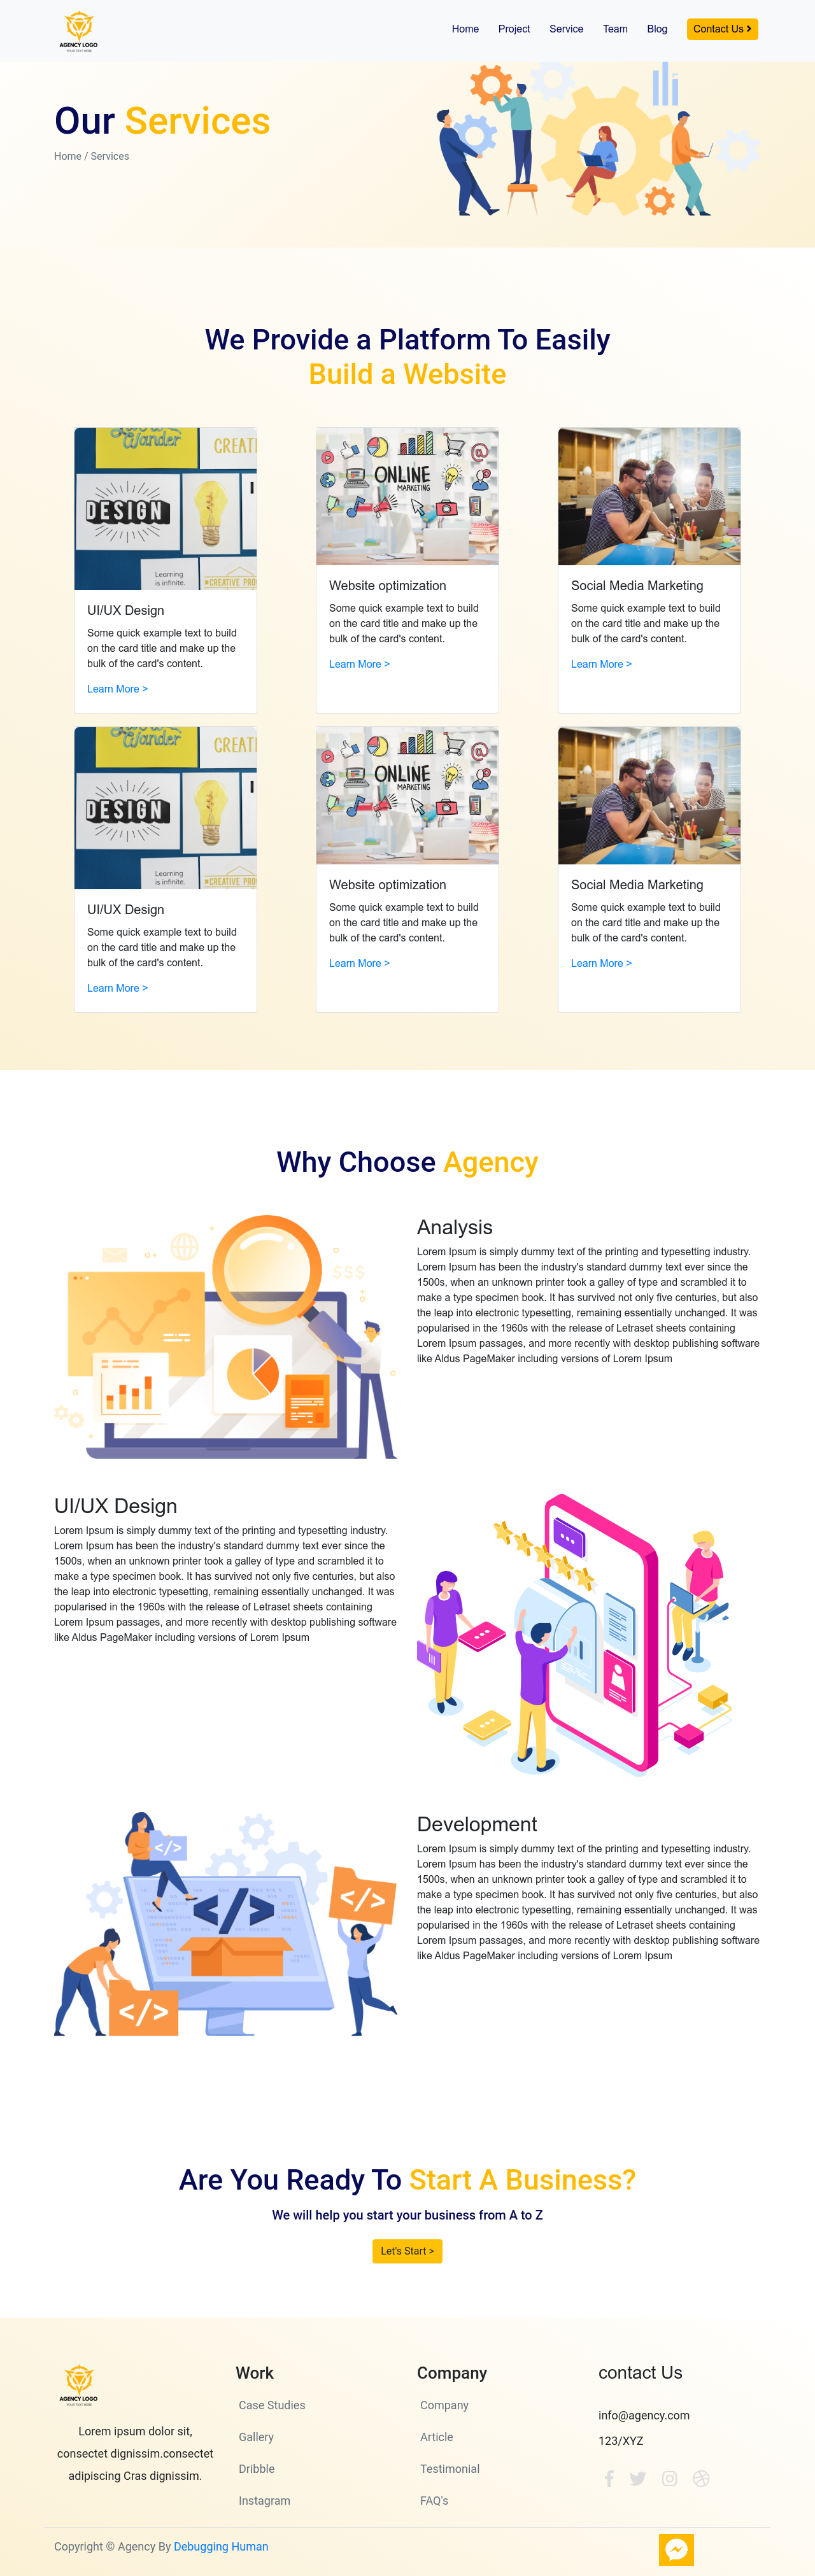 AGENCY LOGO
YOUR TEXT HERE
Home
Project
Service
Team
Blog
Contact Us
Our Services
Home / Services
We Provide a Platform To Easily
Build a Website
Wander
DESIGN
Learning
is infinite.
UI/UX Design
Some quick example text to build
on the card title and make up the
bulk of the card's content.
Learn More >
ONLINE
MARKETING
Website optimization
Some quick example text to build
on the card title and make up the
bulk of the card's content.
Learn More >
Social Media Marketing
Some quick example text to build
on the card title and make up the
bulk of the card's content.
Learn More >
Wander
DESIGN
Learning
is infinite.
UI/UX Design
Some quick example text to build
on the card title and make up the
bulk of the card's content.
Learn More >
ONLINE
MARKETING
Website optimization
Some quick example text to build
on the card title and make up the
bulk of the card's content.
Learn More >
Social Media Marketing
Some quick example text to build
on the card title and make up the
bulk of the card's content.
Learn More >
Why Choose Agency
$$$
Analysis
Lorem Ipsum is simply dummy text of the printing and typesetting industry.
Lorem Ipsum has been the industry's standard dummy text ever since the
1500s, when an unknown printer took a galley of type and scrambled it to
make a type specimen book. It has survived not only five centuries, but also
the leap into electronic typesetting, remaining essentially unchanged. It was
popularised in the 1960s with the release of Letraset sheets containing
Lorem Ipsum passages, and more recently with desktop publishing software
like Aldus PageMaker including versions of Lorem Ipsum
UI/UX Design
Lorem Ipsum is simply dummy text of the printing and typesetting industry.
Lorem Ipsum has been the industry's standard dummy text ever since the
1500s, when an unknown printer took a galley of type and scrambled it to
make a type specimen book. It has survived not only five centuries, but also
the leap into electronic typesetting, remaining essentially unchanged. It was
popularised in the 1960s with the release of Letraset sheets containing
Lorem Ipsum passages, and more recently with desktop publishing software
like Aldus PageMaker including versions of Lorem Ipsum
</>
</>
</>
</>
Development
Lorem Ipsum is simply dummy text of the printing and typesetting industry.
Lorem Ipsum has been the industry's standard dummy text ever since the
1500s, when an unknown printer took a galley of type and scrambled it to
make a type specimen book. It has survived not only five centuries, but also
the leap into electronic typesetting, remaining essentially unchanged. It was
popularised in the 1960s with the release of Letraset sheets containing
Lorem Ipsum passages, and more recently with desktop publishing software
like Aldus PageMaker including versions of Lorem Ipsum
Are You Ready To Start A Business?
We will help you start your business from A to Z
Let's Start >
AGENCY LOGO
YOUR TEXT HERE
Lorem ipsum dolor sit,
consectet dignissim.consectet
adipiscing Cras dignissim.
Work
Case Studies
Gallery
Dribble
Instagram
Company
Company
Article
Testimonial
FAQ's
contact Us
info@agency.com
123/XYZ
Copyright © Agency By Debugging Human